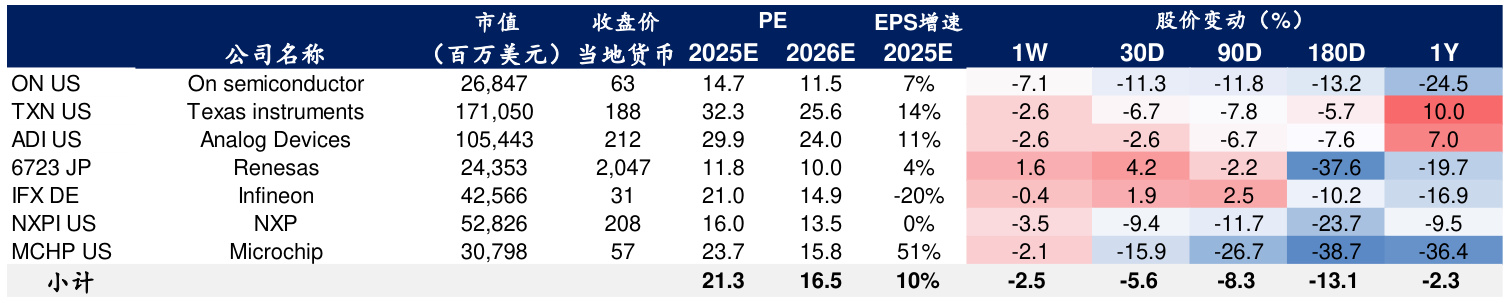 市值 收盘价 PE EPS增速 股价变动（%）
公司名称 （百万美元） 当地货币 2025E 2026E 2025E 1W 30D 90D 180D 1Y
ON US On semiconductor 26,847 63 14.7 11.5 7% -7.1 -11.3 -11.8 -13.2 -24.5
TXN US Texas instruments 171,050 188 32.3 25.6 14% -2.6 -6.7 -7.8 -5.7 10.0
ADI US Analog Devices 105,443 212 29.9 24.0 11% -2.6 -2.6 -6.7 -7.6 7.0
6723 JP Renesas 24,353 2,047 11.8 10.0 4% 1.6 4.2 -2.2 -37.6 -19.7
IFX DE Infineon 42,566 31 21.0 14.9 -20% -0.4 1.9 2.5 -10.2 -16.9
NXPI US NXP 52,826 208 16.0 13.5 0% -3.5 -9.4 -11.7 -23.7 -9.5
MCHP US Microchip 30,798 57 23.7 15.8 51% -2.1 -15.9 -26.7 -38.7 -36.4
小计 21.3 16.5 10% -2.5 -5.6 -8.3 -13.1 -2.3